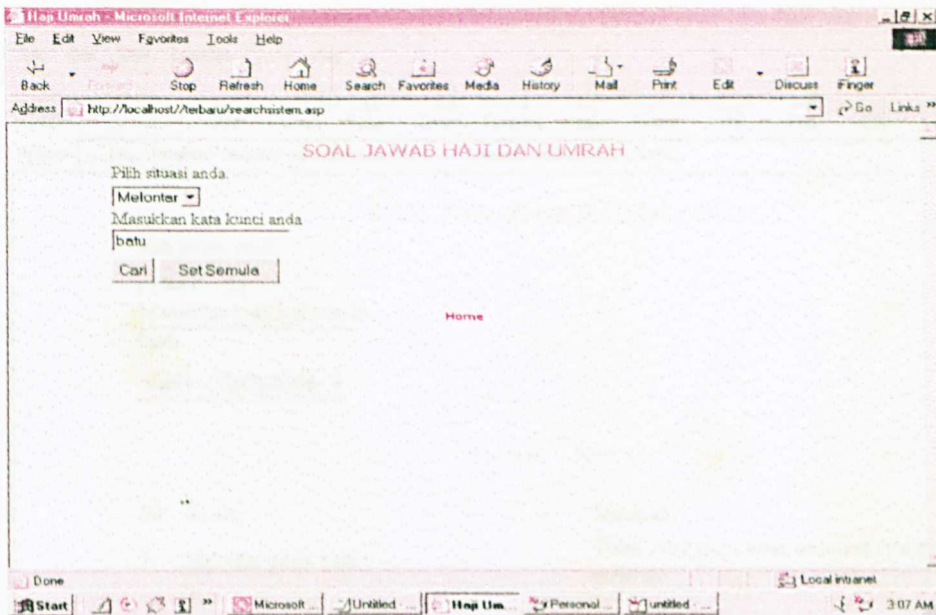 Haji Umrah - Microsoft Internet Explorer
File Edit View Favorites Tools Help
Back Forward Stop Refresh Home Search Favorites Media History Mail Print Edit Discuss iFinger
Address http://localhost//terbaru/searchsistem.asp Go Links »
SOAL JAWAB HAJI DAN UMRAH
Pilih situasi anda.
Melontar
Masukkan kata kunci anda
batu
Cari Set Semula
Home
Done Local intranet
Start » Microsoft ... Untitled - ... Haji Um... Personal ... untitled - ... 3:07 AM